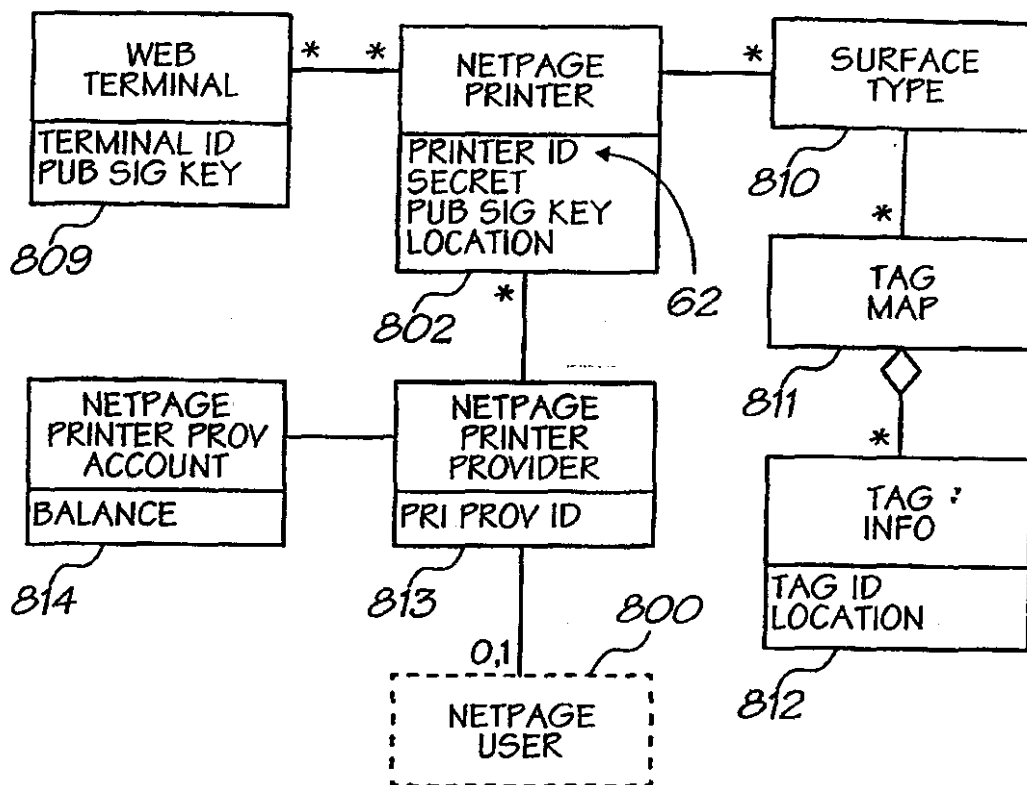 WEB
TERMINAL
TERMINAL ID
PUB SIG KEY
809
*
*
NETPAGE
PRINTER
PRINTER ID
SECRET
PUB SIG KEY
LOCATION
802
62
*
*
SURFACE
TYPE
810
*
TAG
MAP
811
*
TAG
INFO
TAG ID
LOCATION
812
NETPAGE
PRINTER PROV
ACCOUNT
BALANCE
814
NETPAGE
PRINTER
PROVIDER
PRI PROV ID
813
0,1
800
NETPAGE
USER